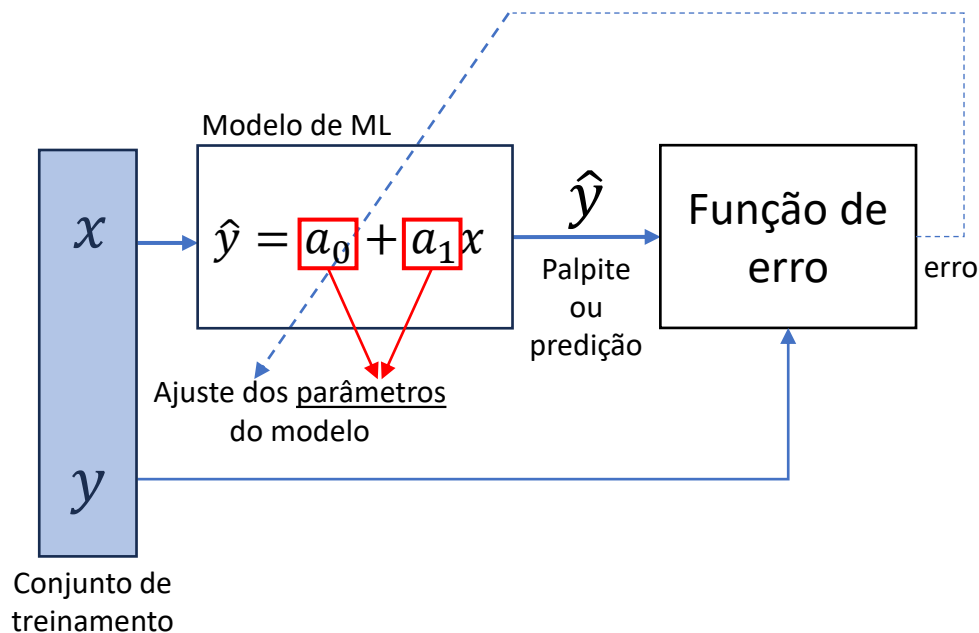 Modelo de ML
x
ŷ = a₀ + a₁x
ŷ
Palpite
ou
predição
Função de
erro
erro
Ajuste dos parâmetros
do modelo
y
Conjunto de
treinamento